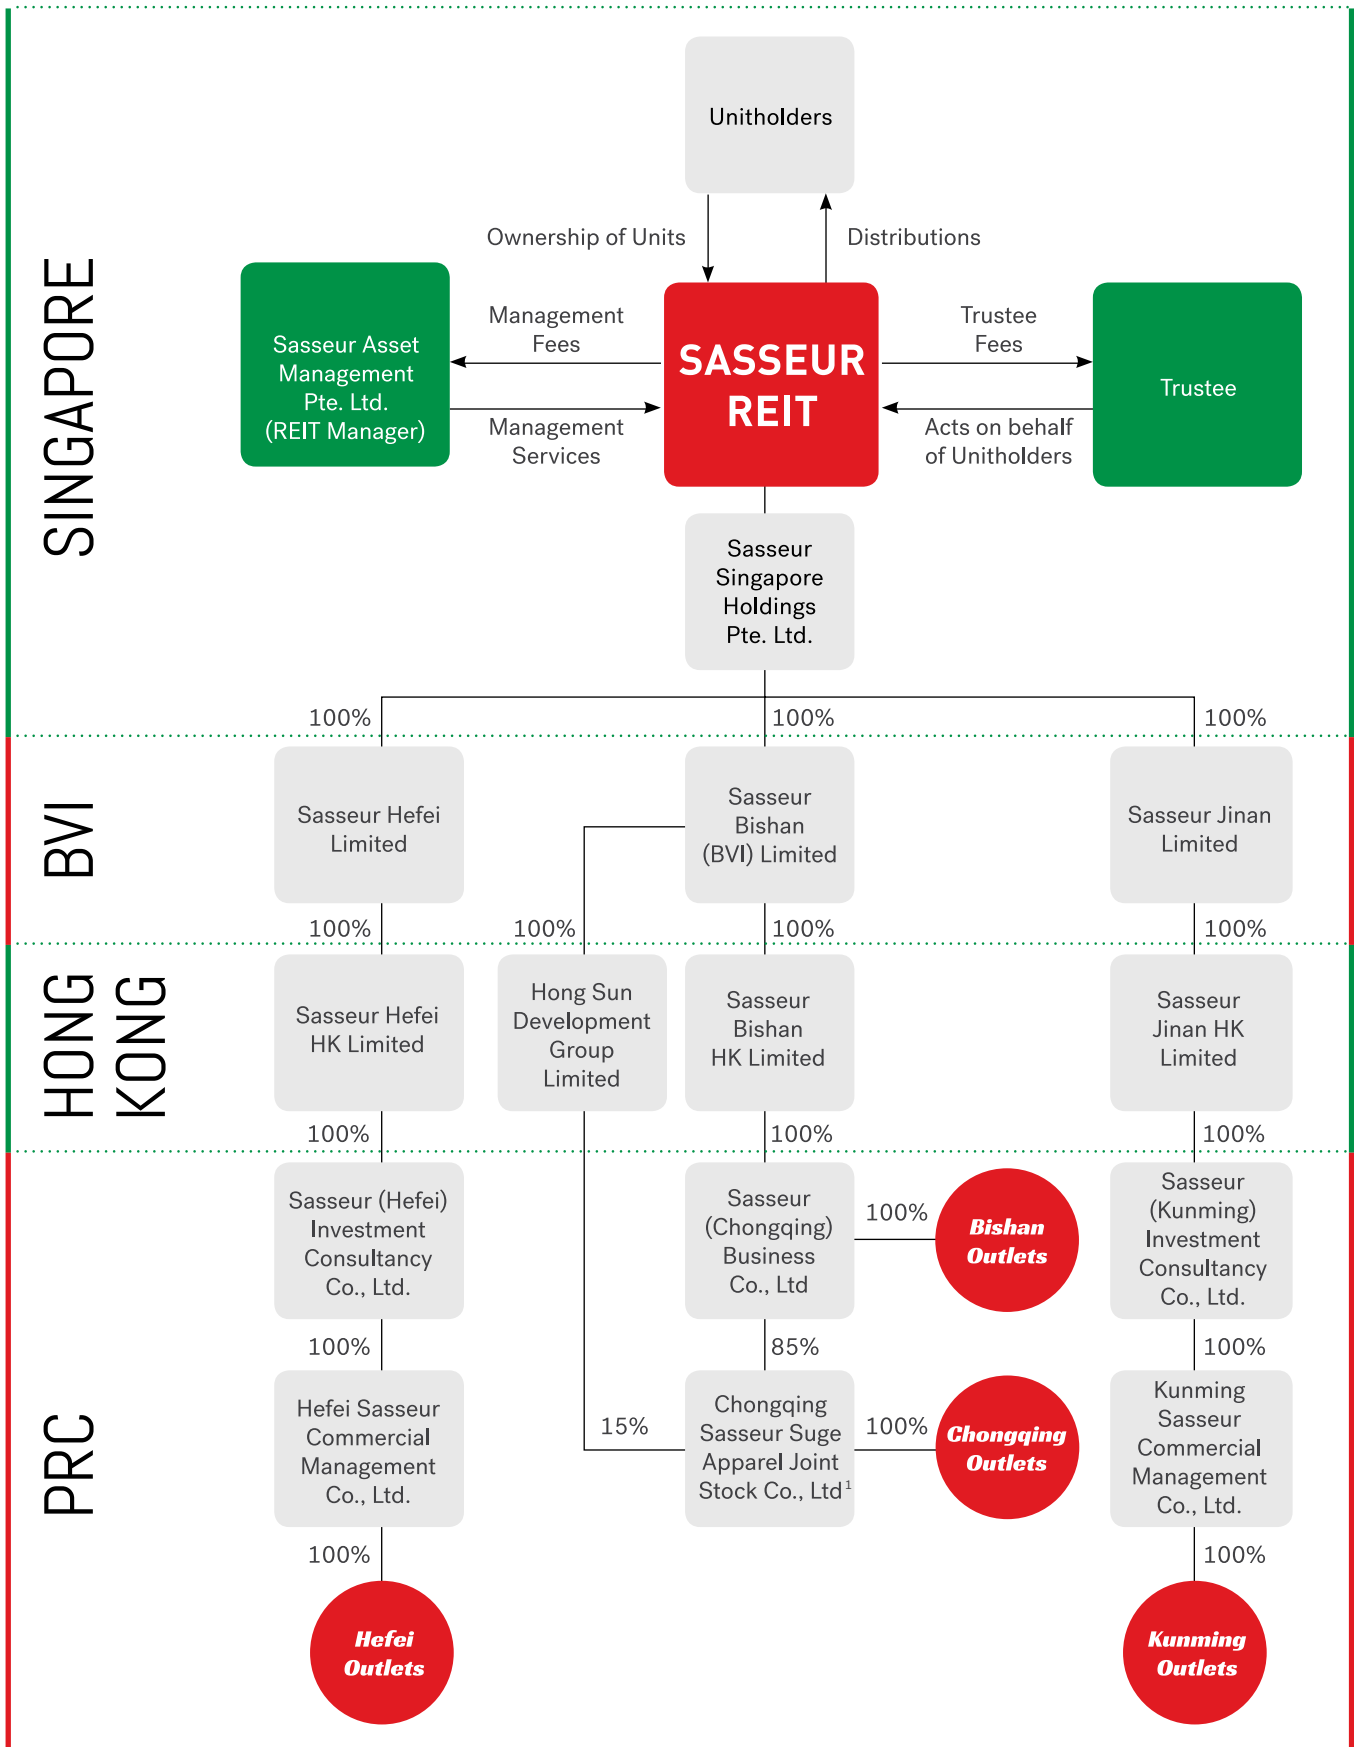 SINGAPORE
Unitholders
Ownership of Units
Distributions
Sasseur Asset
Management
Pte. Ltd.
(REIT Manager)
Management
Fees
Management
Services
SASSEUR
REIT
Trustee
Fees
Acts on behalf
of Unitholders
Trustee
Sasseur
Singapore
Holdings
Pte. Ltd.
100%
100%
100%
BVI
Sasseur Hefei
Limited
Sasseur
Bishan
(BVI) Limited
Sasseur Jinan
Limited
100%
100%
100%
100%
HONG
KONG
Sasseur Hefei
HK Limited
Hong Sun
Development
Group
Limited
Sasseur
Bishan
HK Limited
Sasseur
Jinan HK
Limited
100%
100%
100%
PRC
Sasseur (Hefei)
Investment
Consultancy
Co., Ltd.
Sasseur
(Chongqing)
Business
Co., Ltd
100%
Bishan
Outlets
Sasseur
(Kunming)
Investment
Consultancy
Co., Ltd.
100%
85%
100%
Hefei Sasseur
Commercial
Management
Co., Ltd.
15%
Chongqing
Sasseur Suge
Apparel Joint
Stock Co., Ltd¹
100%
Chongqing
Outlets
Kunming
Sasseur
Commercial
Management
Co., Ltd.
100%
100%
Hefei
Outlets
Kunming
Outlets